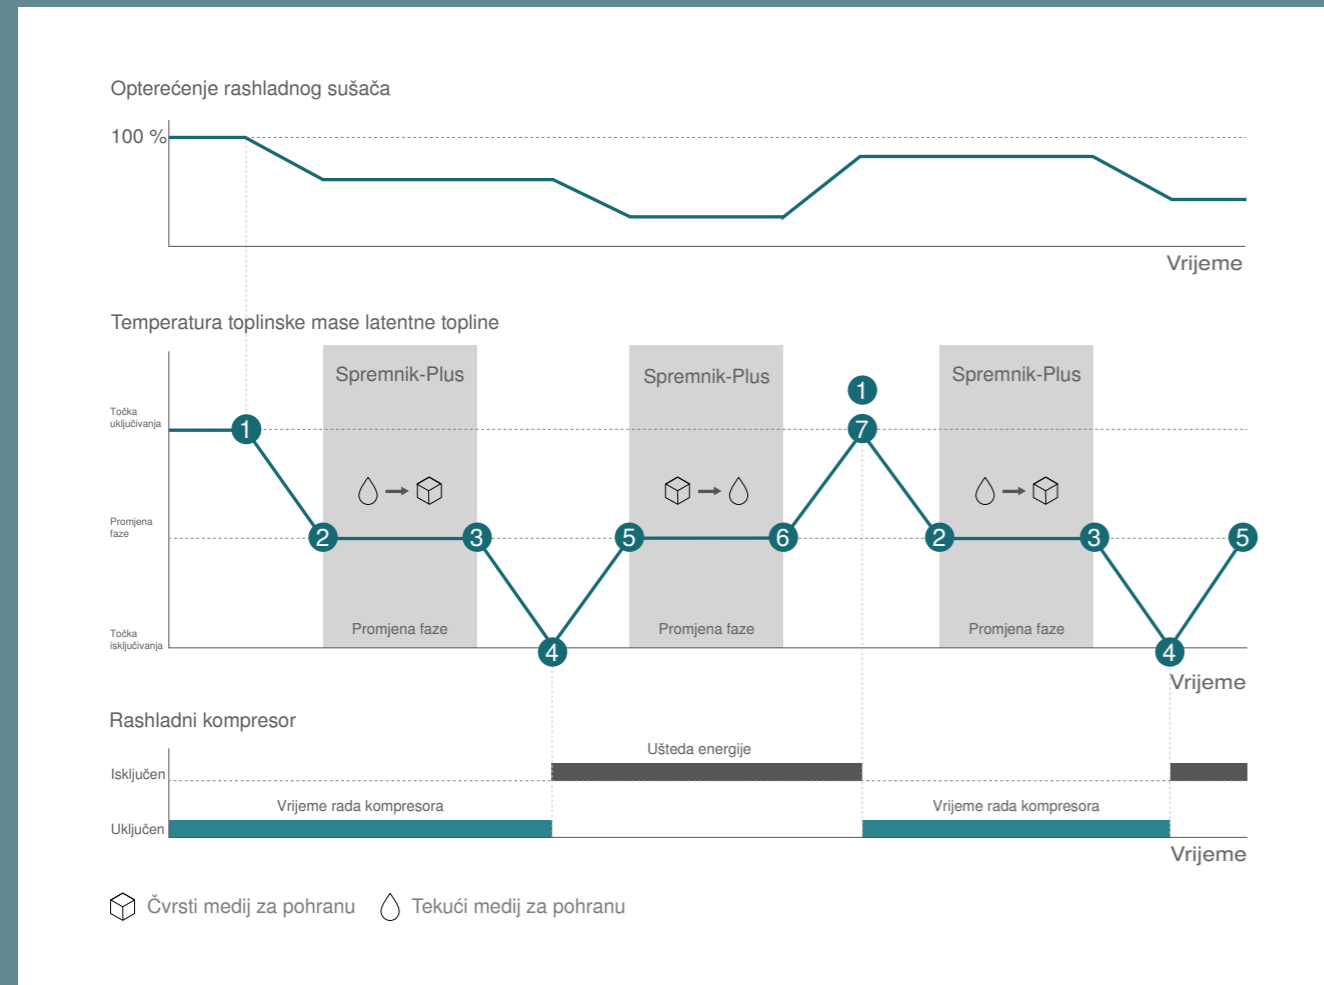 Opterećenje rashladnog sušača
100 %
Vrijeme
Temperatura toplinske mase latentne topline
Spremnik-Plus
Spremnik-Plus
Spremnik-Plus
Točka
uključivanja
1
1
7
Promjena
faze
2
3
5
6
2
3
5
Točka
isključivanja
Promjena faze
Promjena faze
Promjena faze
4
4
Vrijeme
Rashladni kompresor
Ušteda energije
Isključen
Vrijeme rada kompresora
Vrijeme rada kompresora
Uključen
Vrijeme
Čvrsti medij za pohranu
Tekući medij za pohranu